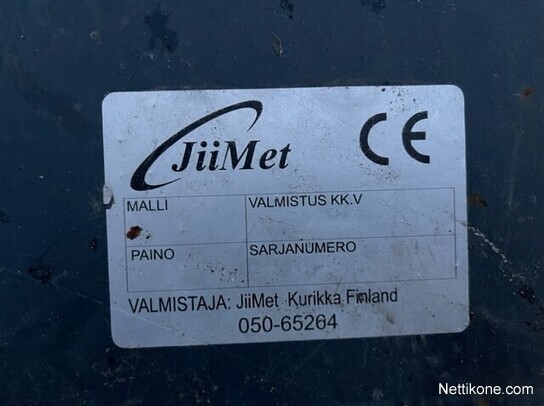 JiiMet CE
MALLI VALMISTUS KK.V
PAINO SARJANUMERO
VALMISTAJA: JiiMet Kurikka Finland
050-65264
Nettikone.com